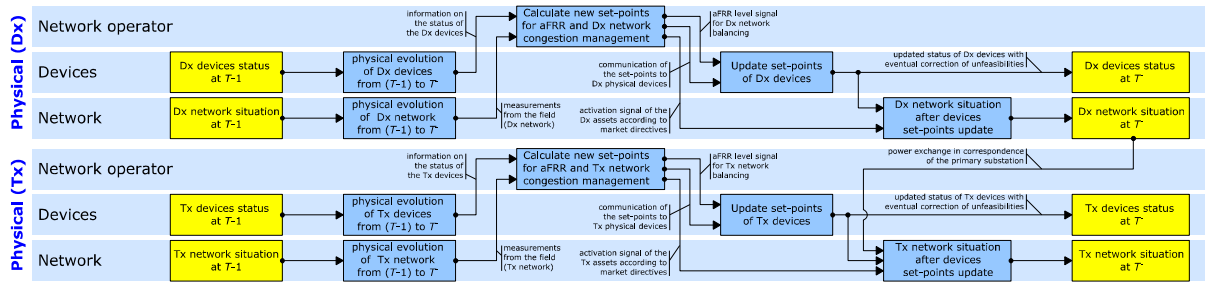 Physical (Dx)
Network operator
information on
the status of
the Dx devices
Calculate new set-points
for aFRR and Dx network
congestion management
aFRR level signal
for Dx network
balancing
Devices
Dx devices status
at T-1
physical evolution
of Dx devices
from (T-1) to T-
communication of
the set-points to
Dx physical devices
Update set-points
of Dx devices
updated status of Dx devices with
eventual correction of unfeasibilities
Dx devices status
at T-
Network
Dx network situation
at T-1
physical evolution
of Dx network
from (T-1) to T-
measurements
from the field
(Dx network)
activation signal of the
Dx assets according to
market directives
Dx network situation
after devices
set-points update
Dx network situation
at T-
Physical (Tx)
Network operator
information on
the status of
the Tx devices
Calculate new set-points
for aFRR and Tx network
congestion management
aFRR level signal
for Tx network
balancing
power exchange in correspondence
of the primary substation
Devices
Tx devices status
at T-1
physical evolution
of Tx devices
from (T-1) to T-
communication of
the set-points to
Tx physical devices
Update set-points
of Tx devices
updated status of Tx devices with
eventual correction of unfeasibilities
Tx devices status
at T-
Network
Tx network situation
at T-1
physical evolution
of Tx network
from (T-1) to T-
measurements
from the field
(Tx network)
activation signal of the
Tx assets according to
market directives
Tx network situation
after devices
set-points update
Tx network situation
at T-